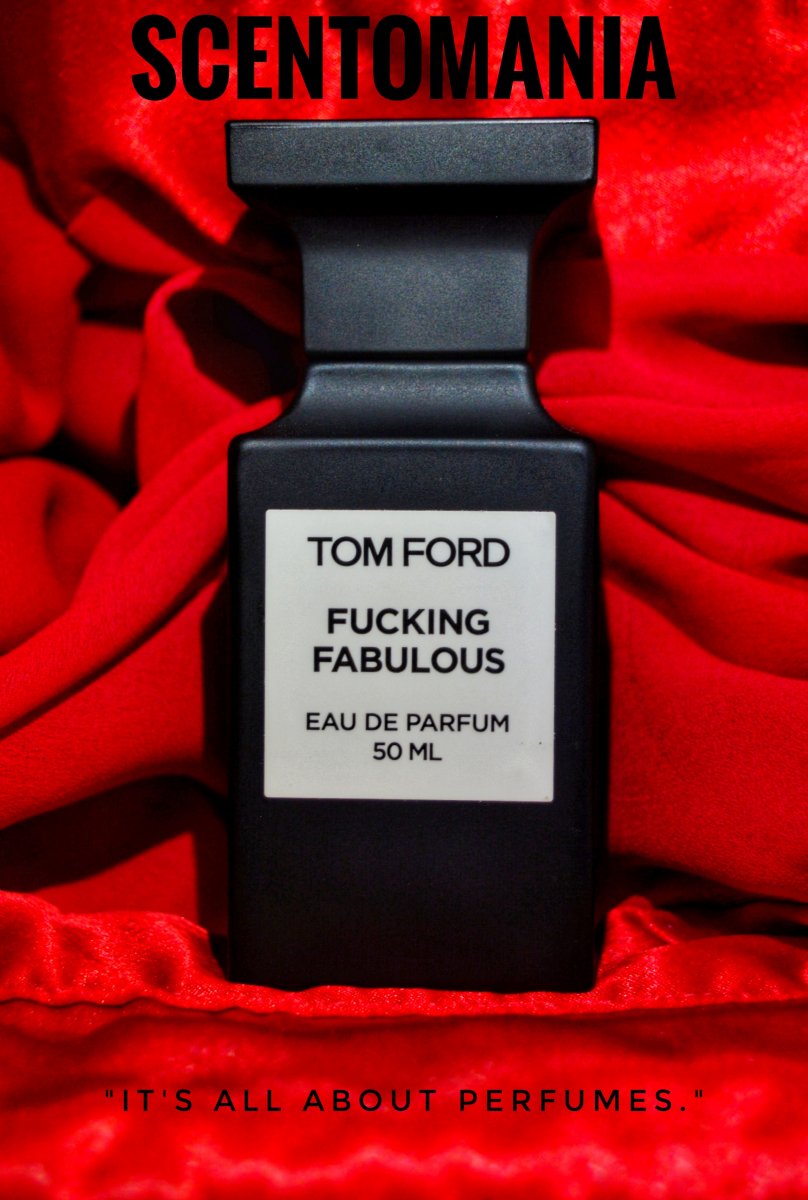 SCENTOMANIA
TOM FORD
FUCKING
FABULOUS
EAU DE PARFUM
50 ML
"IT'S ALL ABOUT PERFUMES."